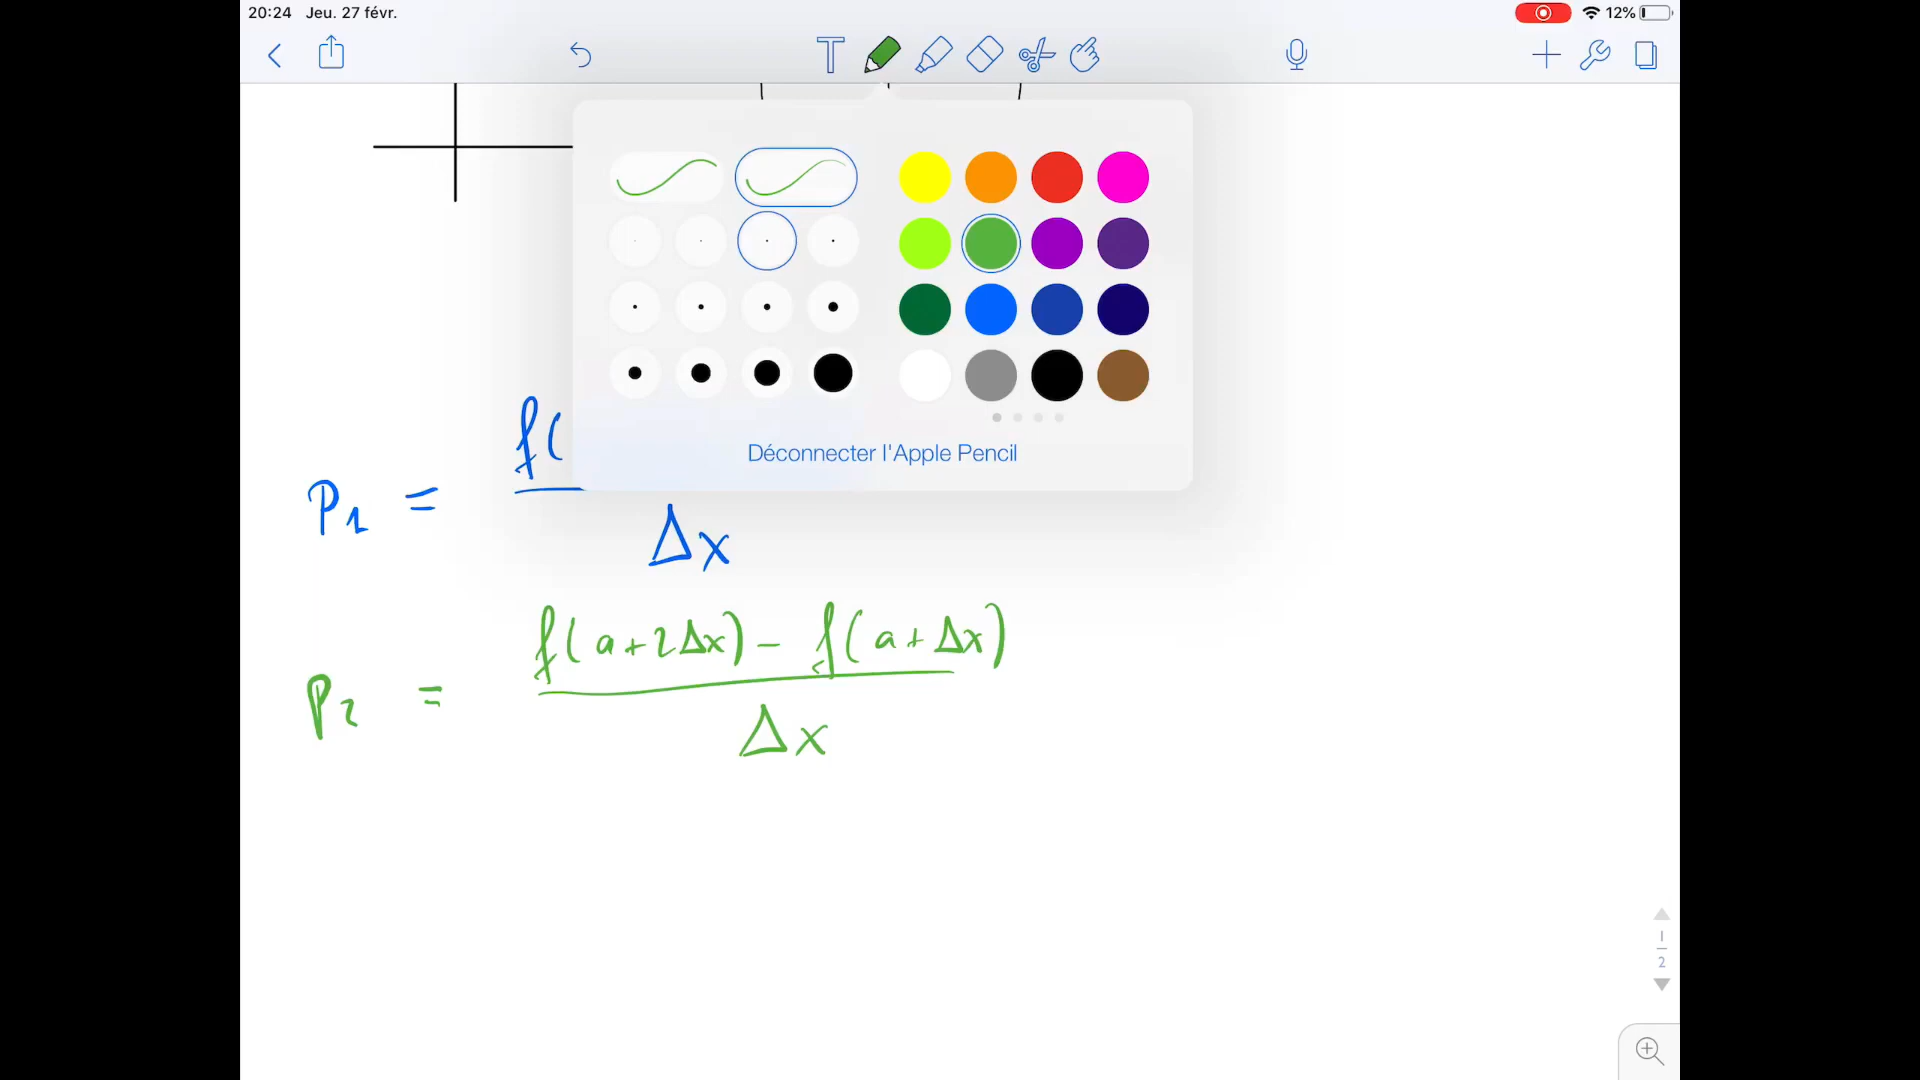 20:24 Jeu. 27 févr. 12%
T
Déconnecter l'Apple Pencil
P1 = f(
Δx
P2 = f(a+2Δx) - f(a+Δx)
Δx
1
2